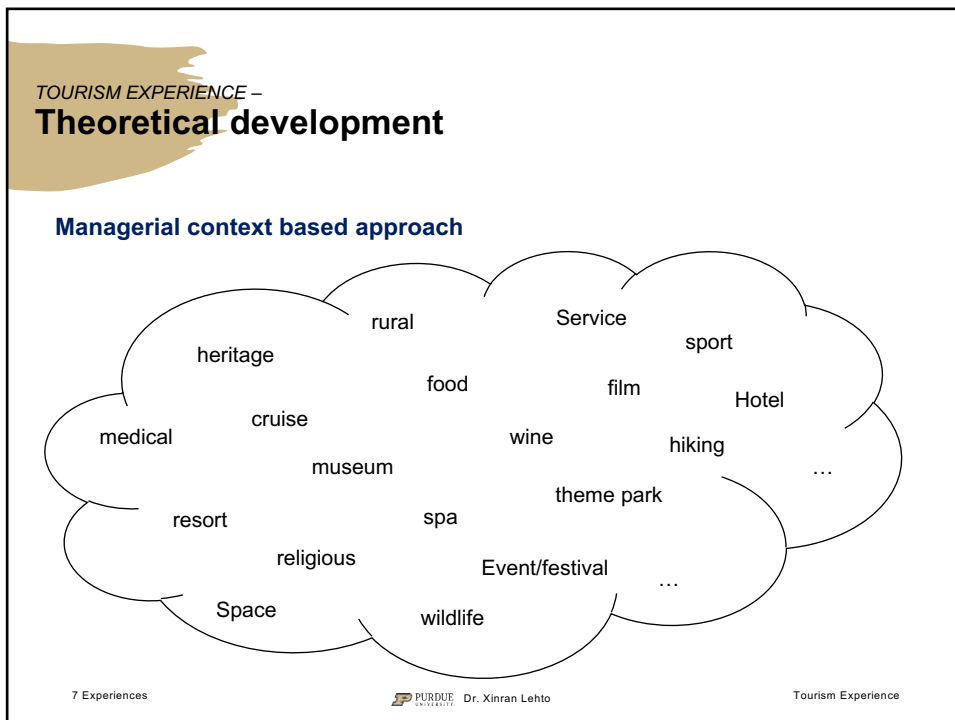 TOURISM EXPERIENCE –
Theoretical development
Managerial context based approach
rural
Service
sport
heritage
food
film
Hotel
cruise
medical
wine
hiking
museum
…
theme park
resort
spa
religious
Event/festival
…
Space
wildlife
7 Experiences
PURDUE UNIVERSITY. Dr. Xinran Lehto
Tourism Experience